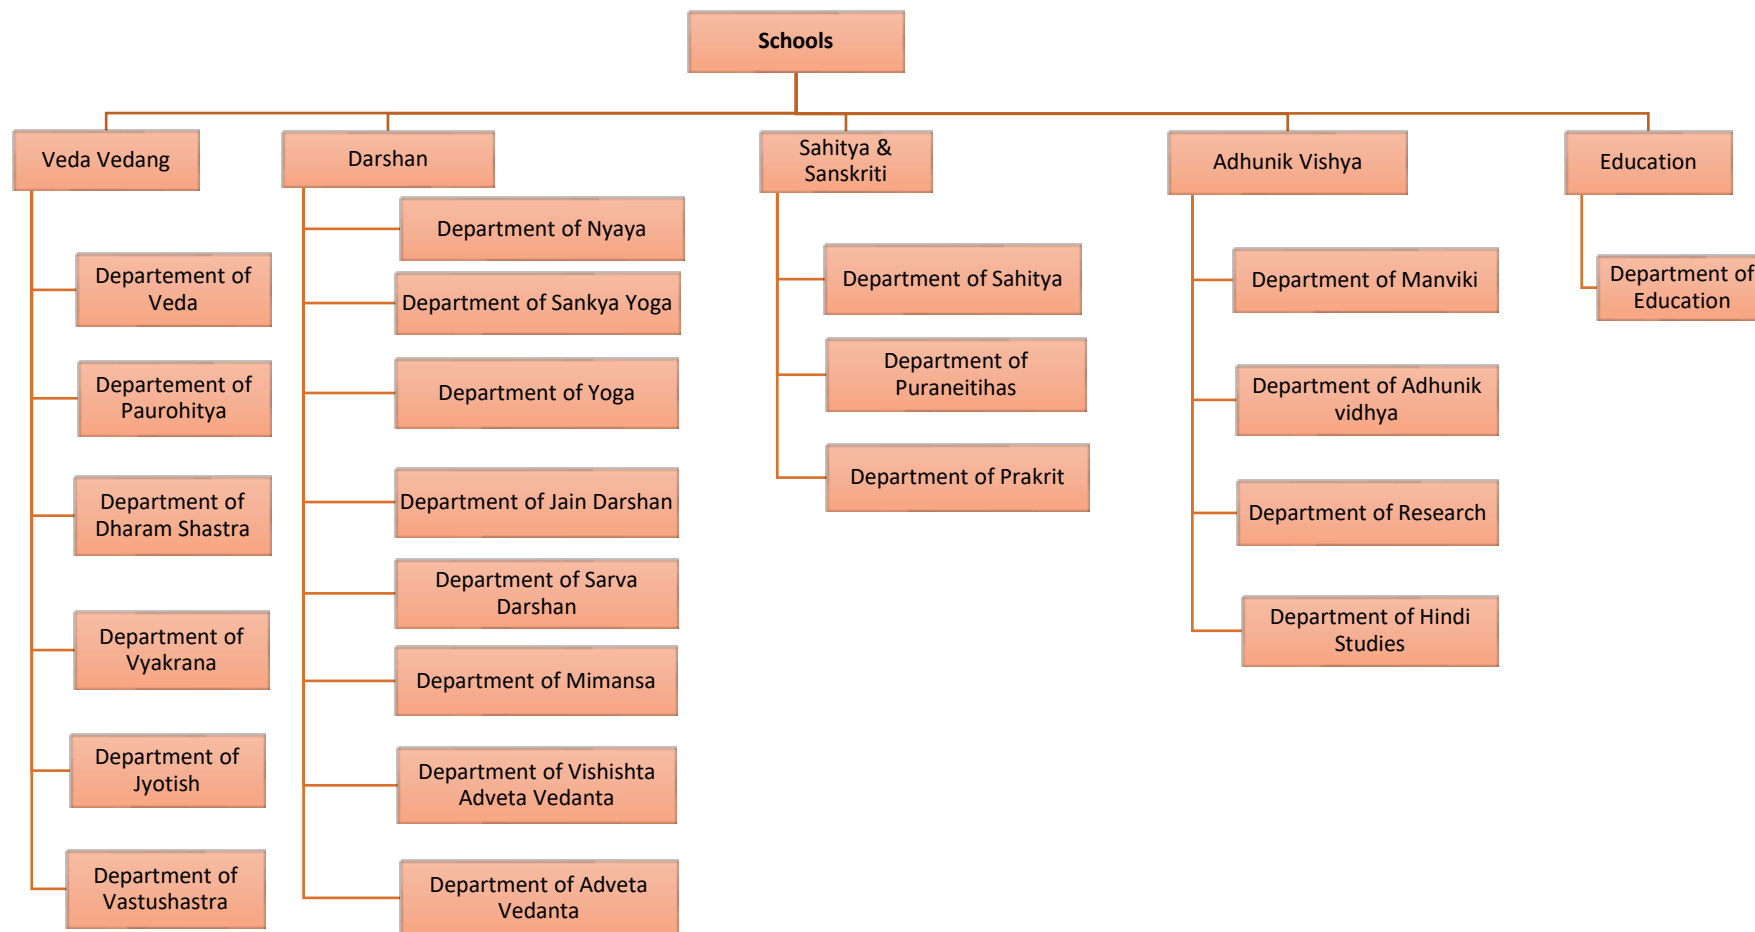 Schools
Veda Vedang
Departement of
Veda
Departement of
Paurohitya
Department of
Dharam Shastra
Department of
Vyakrana
Department of
Jyotish
Department of
Vastushastra
Darshan
Department of Nyaya
Department of Sankya Yoga
Department of Yoga
Department of Jain Darshan
Department of Sarva
Darshan
Department of Mimansa
Department of Vishishta
Adveta Vedanta
Department of Adveta
Vedanta
Sahitya &
Sanskriti
Department of Sahitya
Department of
Puraneitihas
Department of Prakrit
Adhunik Vishya
Department of Manviki
Department of Adhunik
vidhya
Department of Research
Department of Hindi
Studies
Education
Department of
Education